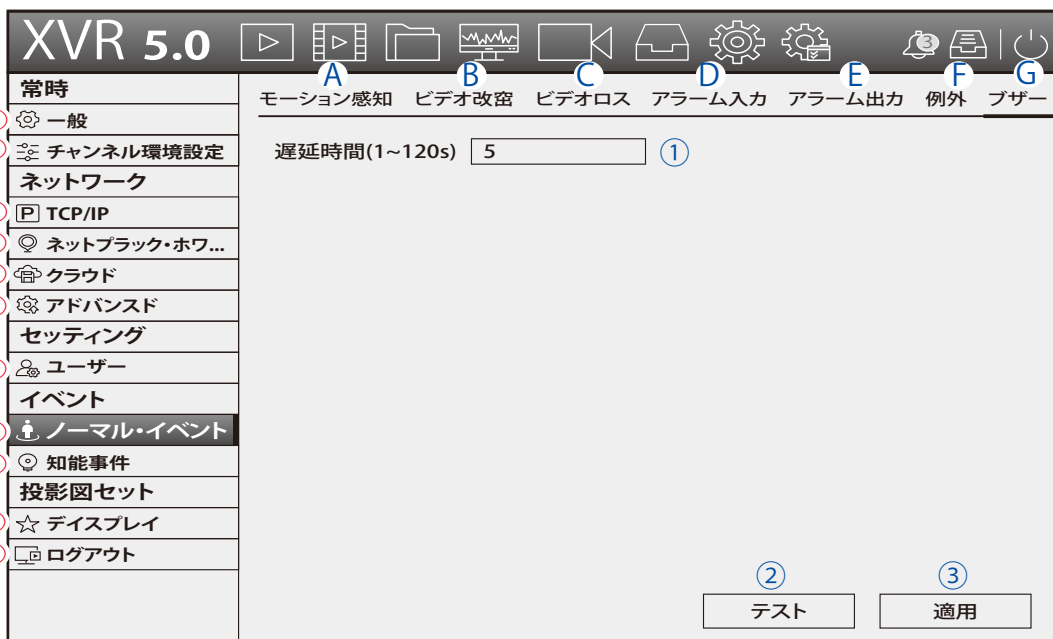 XVR 5.0
3
A B C D E F G
モーション感知 ビデオ改窃 ビデオロス アラーム入力 アラーム出力 例外 ブザー
常時
一般
チャンネル環境設定
ネットワーク
P TCP/IP
ネットプラック・ホワ...
クラウド
アドバンスド
セッティング
ユーザー
イベント
ノーマル・イベント
知能事件
投影図セット
デイスプレイ
ログアウト
遅延時間(1~120s) 5 ①
② ③
テスト 適用